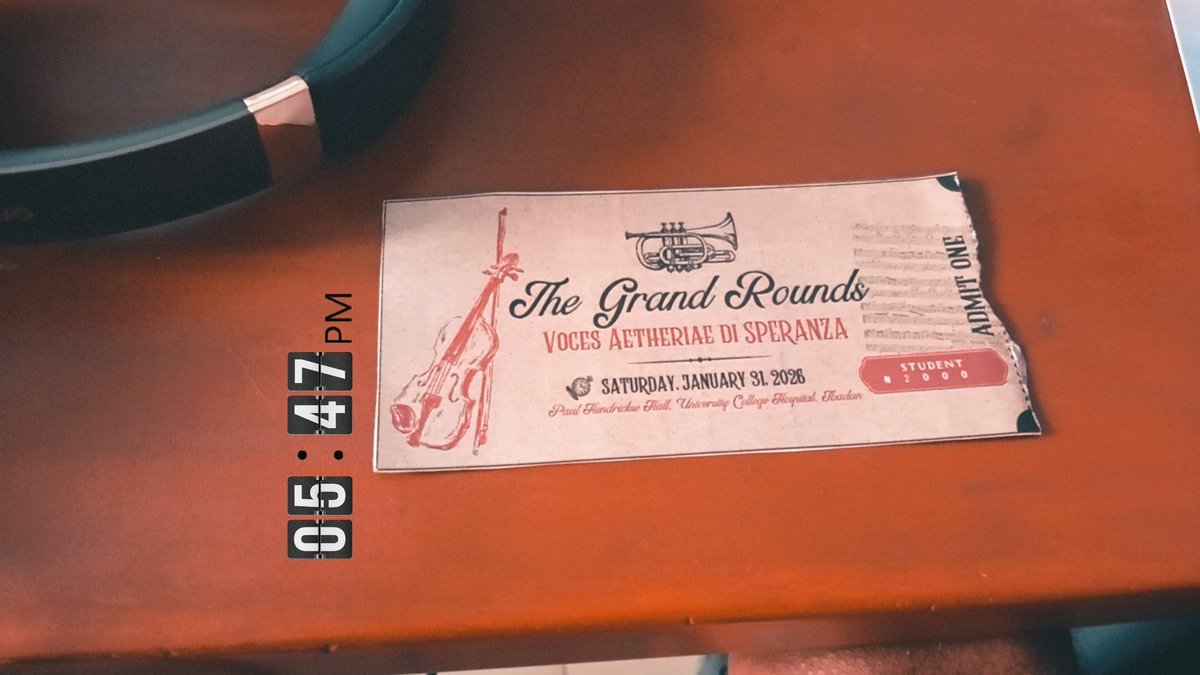 The Grand Rounds
VOCES AETHERIAE DI SPERANZA
SATURDAY, JANUARY 31, 2026
Paul Hendrickse Hall, University College Hospital, Ibadan
ADMIT ONE
STUDENT
₦2000
05:47 PM